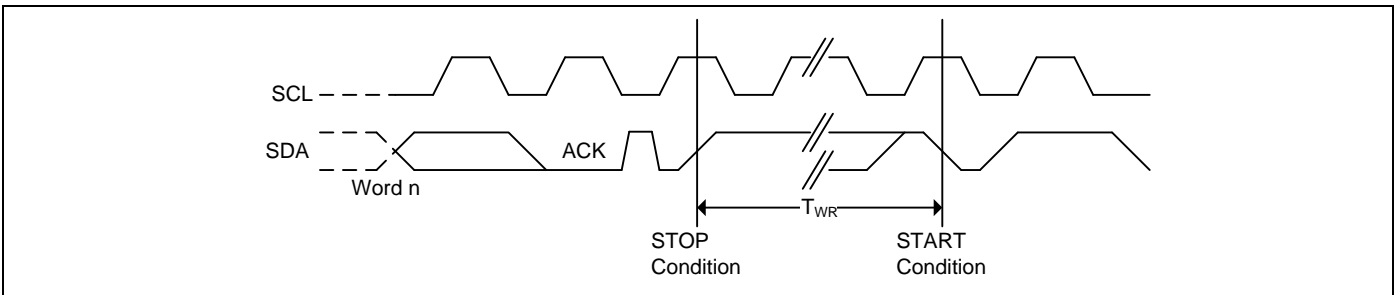 SCL
SDA
ACK
Word n
TWR
STOP
Condition
START
Condition